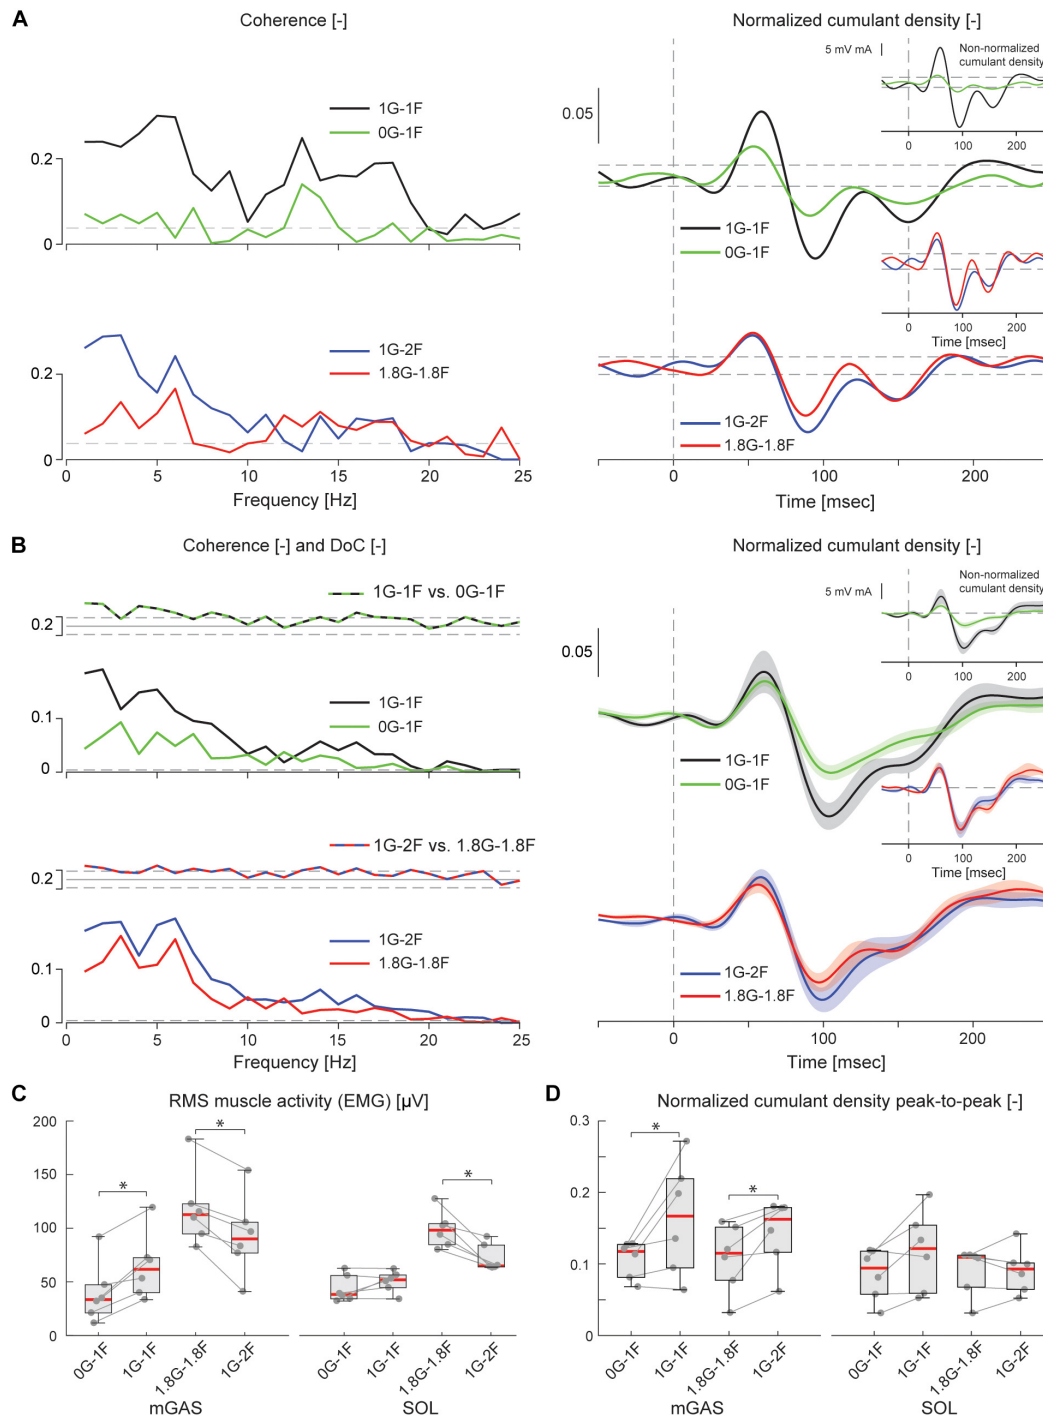 A
Coherence [-]
Normalized cumulant density [-]
5 mV mA
Non-normalized
cumulant density
0.05
1G-1F
0G-1F
0.2
0
0 100 200
1G-1F
0G-1F
0 100 200
Time [msec]
1G-2F
1.8G-1.8F
0.2
0
1G-2F
1.8G-1.8F
0 5 10 15 20 25
Frequency [Hz]
0 100 200
Time [msec]
B
Coherence [-] and DoC [-]
Normalized cumulant density [-]
1G-1F vs. 0G-1F
0.2
5 mV mA
Non-normalized
cumulant density
0.05
1G-1F
0G-1F
0.1
0
0 100 200
1G-1F
0G-1F
0 100 200
Time [msec]
1G-2F vs. 1.8G-1.8F
0.2
1G-2F
1.8G-1.8F
0.1
0
1G-2F
1.8G-1.8F
0 5 10 15 20 25
Frequency [Hz]
0 100 200
Time [msec]
C
RMS muscle activity (EMG) [µV]
200
150
100
50
0
*
*
*
0G-1F 1G-1F 1.8G-1.8F 1G-2F 0G-1F 1G-1F 1.8G-1.8F 1G-2F
mGAS SOL
D
Normalized cumulant density peak-to-peak [-]
0.3
0.2
0.1
0
*
*
0G-1F 1G-1F 1.8G-1.8F 1G-2F 0G-1F 1G-1F 1.8G-1.8F 1G-2F
mGAS SOL